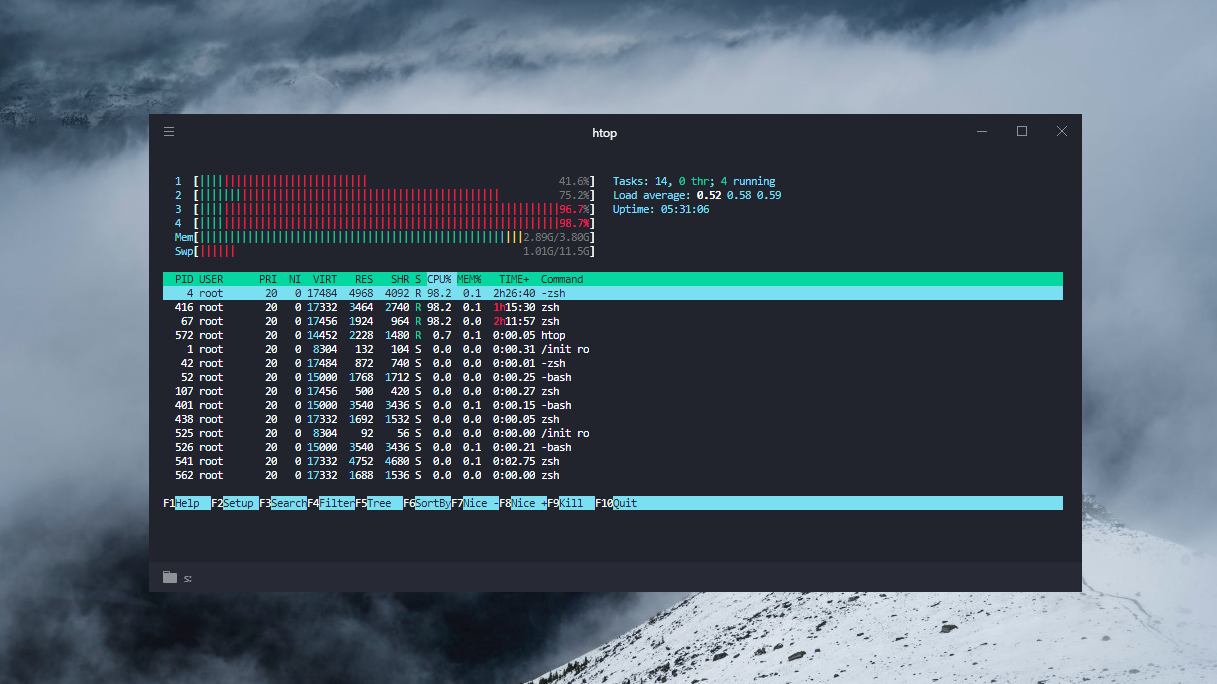 htop
1 [|||||||||||||||||||||||||||| 41.6%] Tasks: 14, 0 thr; 4 running
2 [|||||||||||||||||||||||||||||||||||||||||||||||||| 75.2%] Load average: 0.52 0.58 0.59
3 [||||||||||||||||||||||||||||||||||||||||||||||||||||||||||||96.7%] Uptime: 05:31:06
4 [||||||||||||||||||||||||||||||||||||||||||||||||||||||||||||98.7%]
Mem[||||||||||||||||||||||||||||||||||||||||||||||||||||||2.89G/3.80G]
Swp[|||||| 1.01G/11.5G]
PID USER PRI NI VIRT RES SHR S CPU% MEM% TIME+ Command
4 root 20 0 17484 4968 4092 R 98.2 0.1 2h26:40 -zsh
416 root 20 0 17332 3464 2740 R 98.2 0.1 1h15:30 zsh
67 root 20 0 17456 1924 964 R 98.2 0.0 2h11:57 zsh
572 root 20 0 14452 2228 1480 R 0.7 0.1 0:00.05 htop
1 root 20 0 8304 132 104 S 0.0 0.0 0:00.31 /init ro
42 root 20 0 17484 872 740 S 0.0 0.0 0:00.01 -zsh
52 root 20 0 15000 1768 1712 S 0.0 0.0 0:00.25 -bash
107 root 20 0 17456 500 420 S 0.0 0.0 0:00.27 zsh
401 root 20 0 15000 3540 3436 S 0.0 0.1 0:00.15 -bash
438 root 20 0 17332 1692 1532 S 0.0 0.0 0:00.05 zsh
525 root 20 0 8304 92 56 S 0.0 0.0 0:00.00 /init ro
526 root 20 0 15000 3540 3436 S 0.0 0.1 0:00.21 -bash
541 root 20 0 17332 4752 4680 S 0.0 0.1 0:02.75 zsh
562 root 20 0 17332 1688 1536 S 0.0 0.0 0:00.00 zsh
F1Help F2Setup F3SearchF4FilterF5Tree F6SortByF7Nice -F8Nice +F9Kill F10Quit
s: